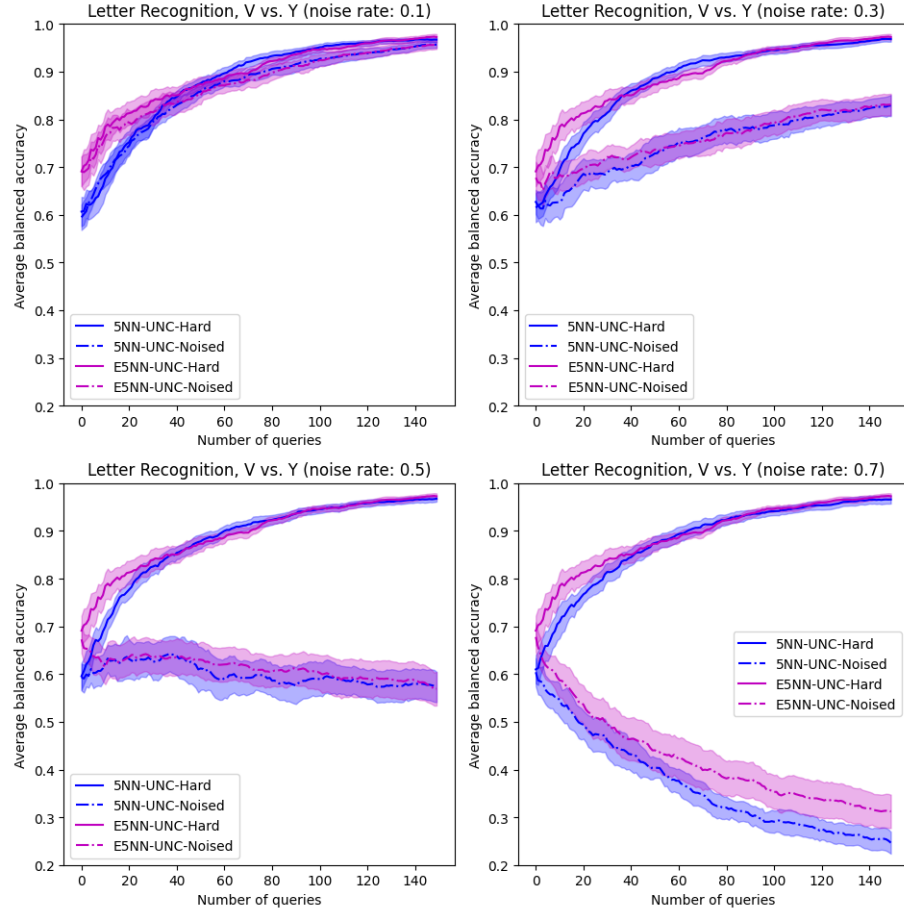 Letter Recognition, V vs. Y (noise rate: 0.1)
Average balanced accuracy
1.0
0.9
0.8
0.7
0.6
0.5
0.4
0.3
0.2
5NN-UNC-Hard
5NN-UNC-Noised
E5NN-UNC-Hard
E5NN-UNC-Noised
0 20 40 60 80 100 120 140
Number of queries
Letter Recognition, V vs. Y (noise rate: 0.3)
Average balanced accuracy
1.0
0.9
0.8
0.7
0.6
0.5
0.4
0.3
0.2
5NN-UNC-Hard
5NN-UNC-Noised
E5NN-UNC-Hard
E5NN-UNC-Noised
0 20 40 60 80 100 120 140
Number of queries
Letter Recognition, V vs. Y (noise rate: 0.5)
Average balanced accuracy
1.0
0.9
0.8
0.7
0.6
0.5
0.4
0.3
0.2
5NN-UNC-Hard
5NN-UNC-Noised
E5NN-UNC-Hard
E5NN-UNC-Noised
0 20 40 60 80 100 120 140
Number of queries
Letter Recognition, V vs. Y (noise rate: 0.7)
Average balanced accuracy
1.0
0.9
0.8
0.7
0.6
0.5
0.4
0.3
0.2
5NN-UNC-Hard
5NN-UNC-Noised
E5NN-UNC-Hard
E5NN-UNC-Noised
0 20 40 60 80 100 120 140
Number of queries